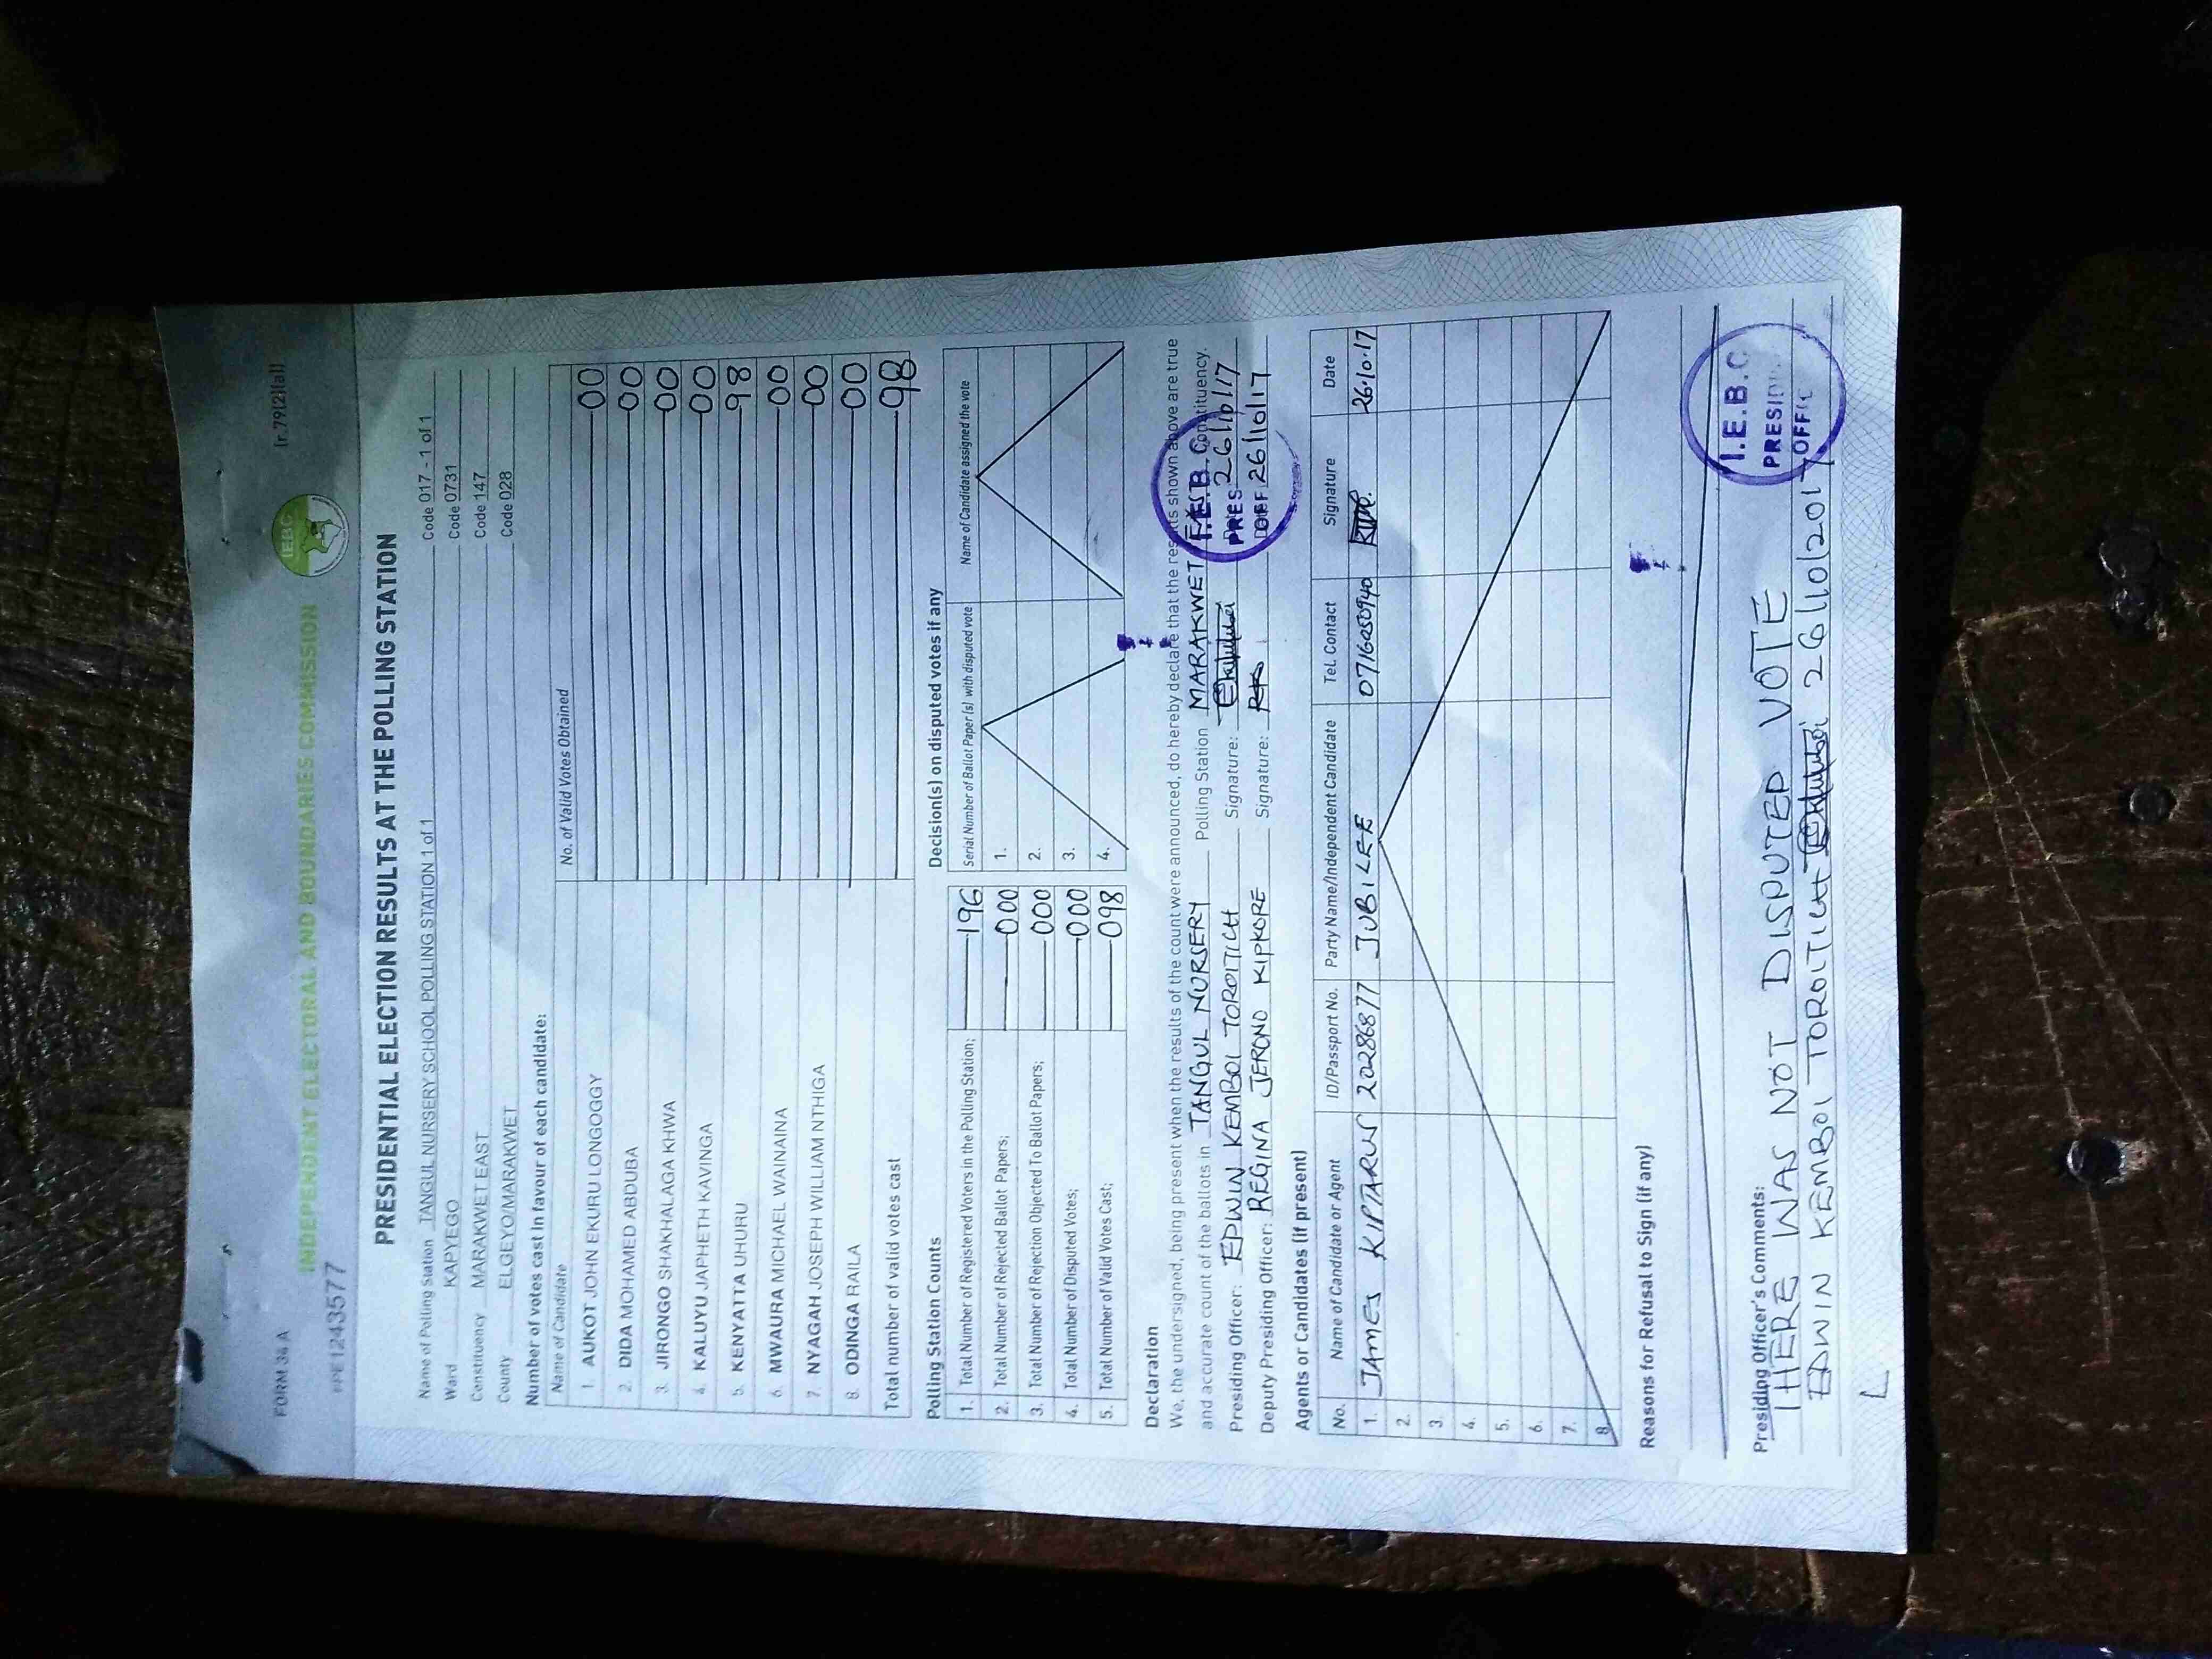 FORM 34 A
[r.79(2)(a)]
IEBC
INDEPENDENT ELECTORAL AND BOUNDARIES COMMISSION
1243577
PRESIDENTIAL ELECTION RESULTS AT THE POLLING STATION
Name of Polling Station TANGUL NURSERY SCHOOL POLLING STATION 1 of 1 Code 017 - 1 of 1
Ward KAPYEGO Code 0731
Constituency MARAKWET EAST Code 147
County ELGEYO/MARAKWET Code 028
Number of votes cast in favour of each candidate:
Name of Candidate No. of Valid Votes Obtained
1. AUKOT JOHN EKURU LONGOGGY 00
2. DIDA MOHAMED ABDUBA 00
3. JIRONGO SHAKHALAGA KHWA 00
4. KALUYU JAPHETH KAVINGA 00
5. KENYATTA UHURU 98
6. MWAURA MICHAEL WAINAINA 00
7. NYAGAH JOSEPH WILLIAM NTHIGA 00
8. ODINGA RAILA 00
Total number of valid votes cast 98
Polling Station Counts
1. Total Number of Registered Voters in the Polling Station; 196
2. Total Number of Rejected Ballot Papers; 000
3. Total Number of Rejection Objected To Ballot Papers; 000
4. Total Number of Disputed Votes; 000
5. Total Number of Valid Votes Cast; 098
Decision(s) on disputed votes if any
Serial Number of Ballot Paper(s) with disputed vote Name of Candidate assigned the vote
1.
2.
3.
4.
Declaration
We, the undersigned, being present when the results of the count were announced, do hereby declare that the results shown above are true
and accurate count of the ballots in TANGUL NURSERY Polling Station MARAKWET EAST Constituency.
Presiding Officer: EDWIN KEMBOI TOROITICH Signature: 26/10/17
Deputy Presiding Officer: REGINA JERONO KIPKORE Signature: 26/10/17
I.E.B.C
PRES
OFF
Agents or Candidates (if present)
No. Name of Candidate or Agent ID/Passport No. Party Name/Independent Candidate Tel. Contact Signature Date
1. JAMES KIPTARUS 20286877 JUBILEE 0716050940 26.10.17
2.
3.
4.
5.
6.
7.
8.
Reasons for Refusal to Sign (if any)
Presiding Officer's Comments:
THERE WAS NOT DISPUTED VOTE
EDWIN KEMBOI TOROITICH 26/10/2017
I.E.B.C
PRESIDIN
OFFIC